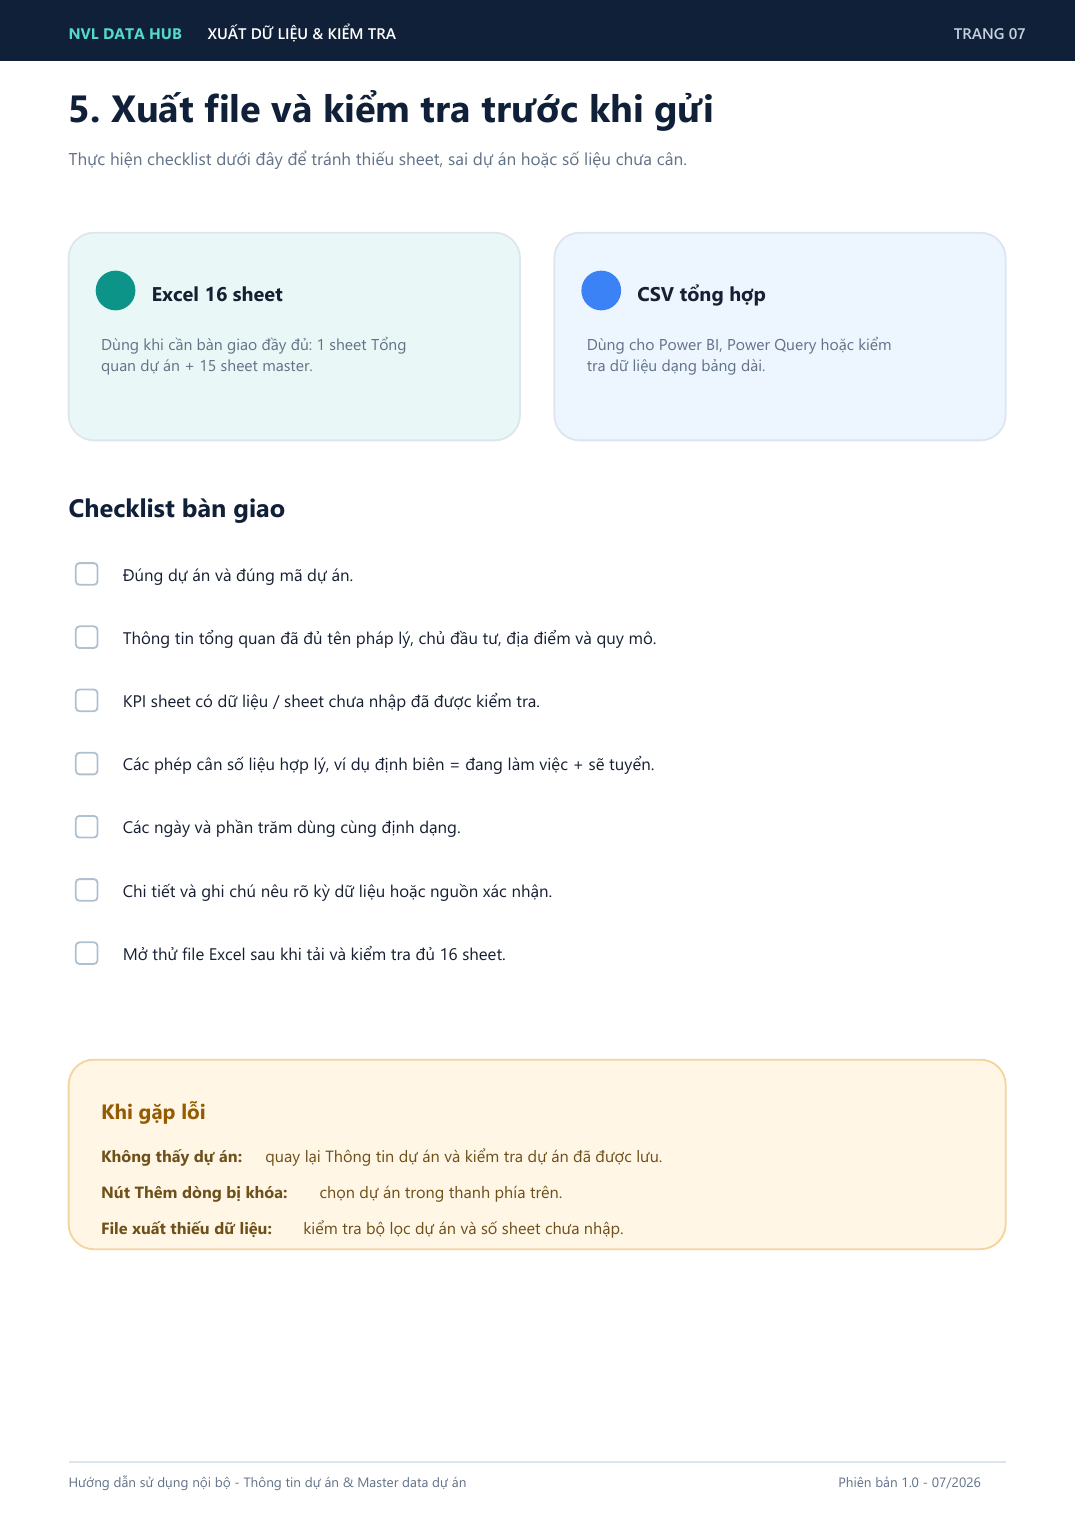 NVL DATA HUB XUẤT DỮ LIỆU & KIỂM TRA TRANG 07
5. Xuất file và kiểm tra trước khi gửi
Thực hiện checklist dưới đây để tránh thiếu sheet, sai dự án hoặc số liệu chưa cân.
Excel 16 sheet
Dùng khi cần bàn giao đầy đủ: 1 sheet Tổng
quan dự án + 15 sheet master.
CSV tổng hợp
Dùng cho Power BI, Power Query hoặc kiểm
tra dữ liệu dạng bảng dài.
Checklist bàn giao
Đúng dự án và đúng mã dự án.
Thông tin tổng quan đã đủ tên pháp lý, chủ đầu tư, địa điểm và quy mô.
KPI sheet có dữ liệu / sheet chưa nhập đã được kiểm tra.
Các phép cân số liệu hợp lý, ví dụ định biên = đang làm việc + sẽ tuyển.
Các ngày và phần trăm dùng cùng định dạng.
Chi tiết và ghi chú nêu rõ kỳ dữ liệu hoặc nguồn xác nhận.
Mở thử file Excel sau khi tải và kiểm tra đủ 16 sheet.
Khi gặp lỗi
Không thấy dự án: quay lại Thông tin dự án và kiểm tra dự án đã được lưu.
Nút Thêm dòng bị khóa: chọn dự án trong thanh phía trên.
File xuất thiếu dữ liệu: kiểm tra bộ lọc dự án và số sheet chưa nhập.
Hướng dẫn sử dụng nội bộ - Thông tin dự án & Master data dự án Phiên bản 1.0 - 07/2026